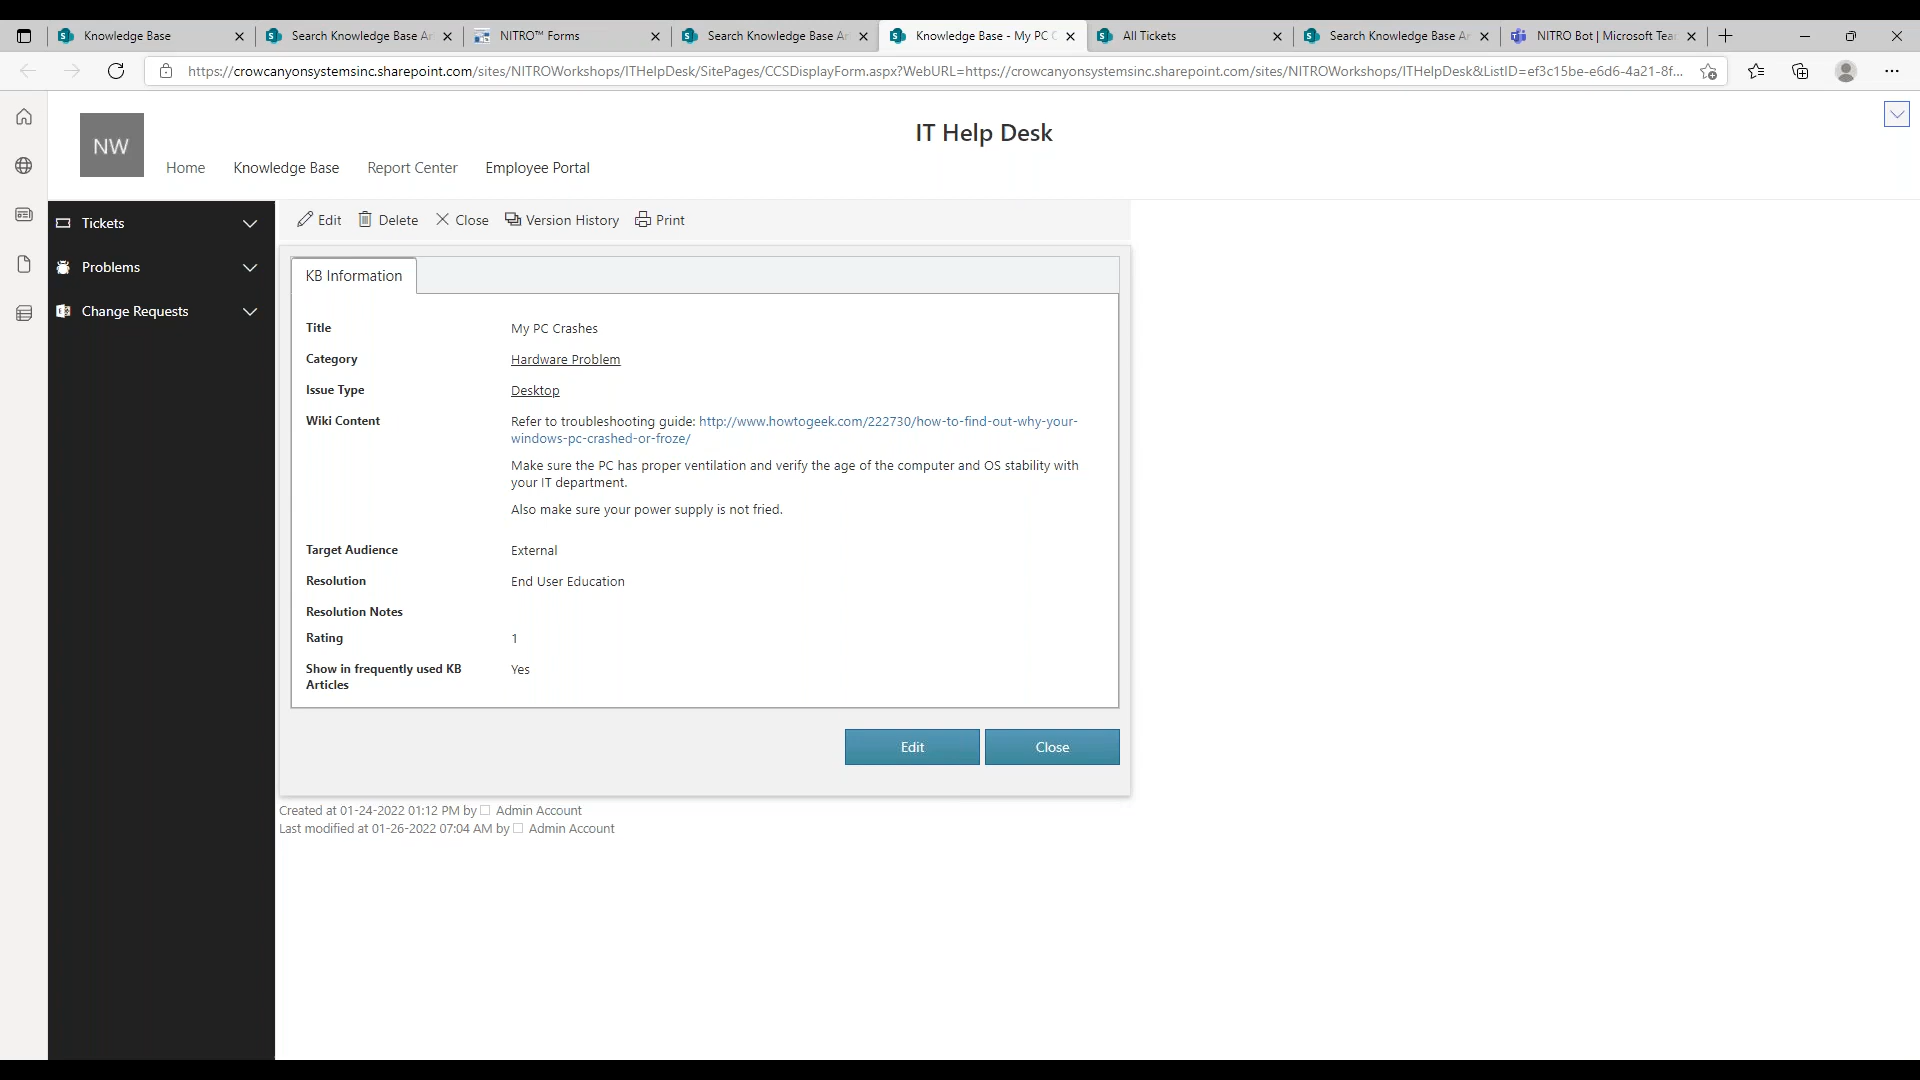 Knowledge Base
Search Knowledge Base Ar
NITRO™ Forms
Search Knowledge Base Ar
Knowledge Base - My PC C
All Tickets
Search Knowledge Base Ar
NITRO Bot | Microsoft Tea
https://crowcanyonsystemsinc.sharepoint.com/sites/NITROWorkshops/ITHelpDesk/SitePages/CCSDisplayForm.aspx?WebURL=https://crowcanyonsystemsinc.sharepoint.com/sites/NITROWorkshops/ITHelpDesk&ListID=ef3c15be-e6d6-4a21-8f...
NW
IT Help Desk
Home Knowledge Base Report Center Employee Portal
Tickets
Problems
Change Requests
Edit Delete Close Version History Print
KB Information
Title My PC Crashes
Category Hardware Problem
Issue Type Desktop
Wiki Content Refer to troubleshooting guide: http://www.howtogeek.com/222730/how-to-find-out-why-your-
windows-pc-crashed-or-froze/
Make sure the PC has proper ventilation and verify the age of the computer and OS stability with
your IT department.
Also make sure your power supply is not fried.
Target Audience External
Resolution End User Education
Resolution Notes
Rating 1
Show in frequently used KB Yes
Articles
Edit Close
Created at 01-24-2022 01:12 PM by Admin Account
Last modified at 01-26-2022 07:04 AM by Admin Account